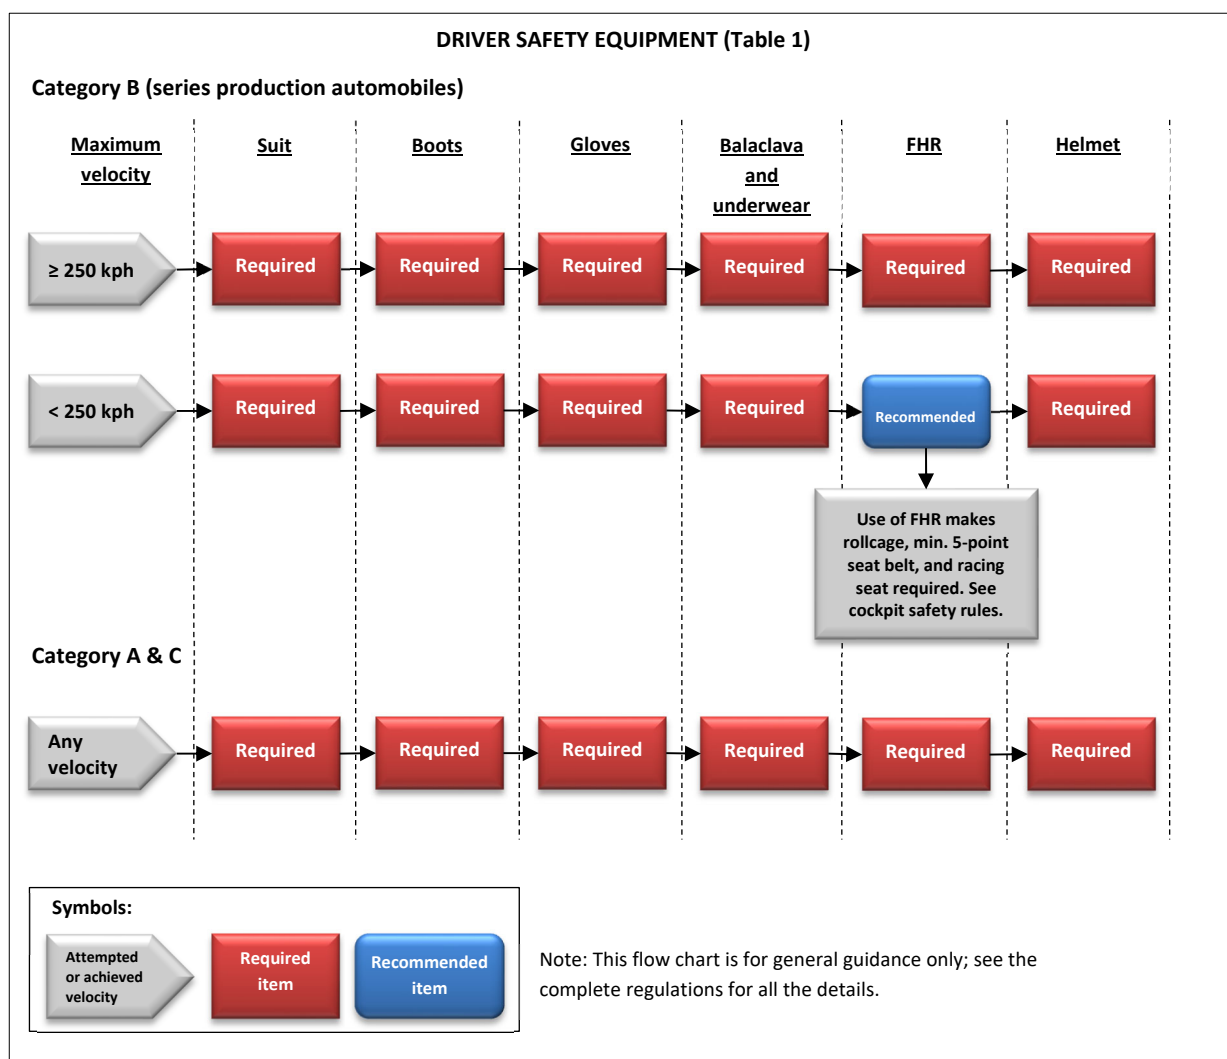 DRIVER SAFETY EQUIPMENT (Table 1)
Category B (series production automobiles)
Maximum
velocity
Suit
Boots
Gloves
Balaclava
and
underwear
FHR
Helmet
≥ 250 kph
Required
Required
Required
Required
Required
Required
< 250 kph
Required
Required
Required
Required
Recommended
Required
Use of FHR makes
rollcage, min. 5-point
seat belt, and racing
seat required. See
cockpit safety rules.
Category A & C
Any
velocity
Required
Required
Required
Required
Required
Required
Symbols:
Attempted
or achieved
velocity
Required
item
Recommended
item
Note: This flow chart is for general guidance only; see the
complete regulations for all the details.